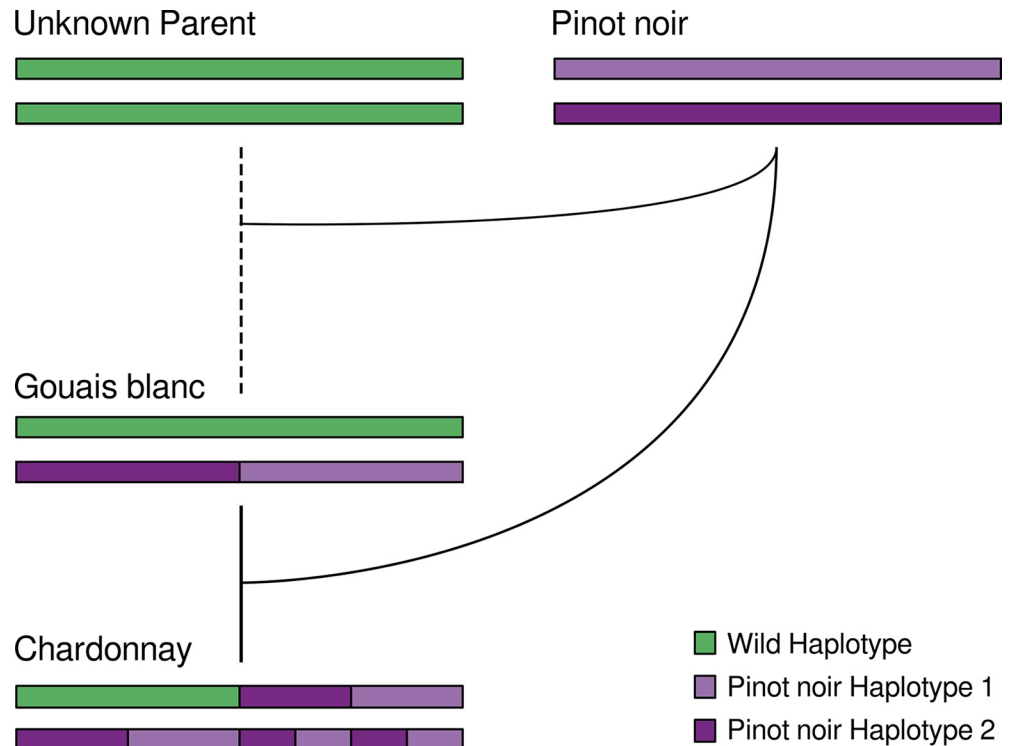 Unknown Parent
Pinot noir
Gouais blanc
Chardonnay
Wild Haplotype
Pinot noir Haplotype 1
Pinot noir Haplotype 2